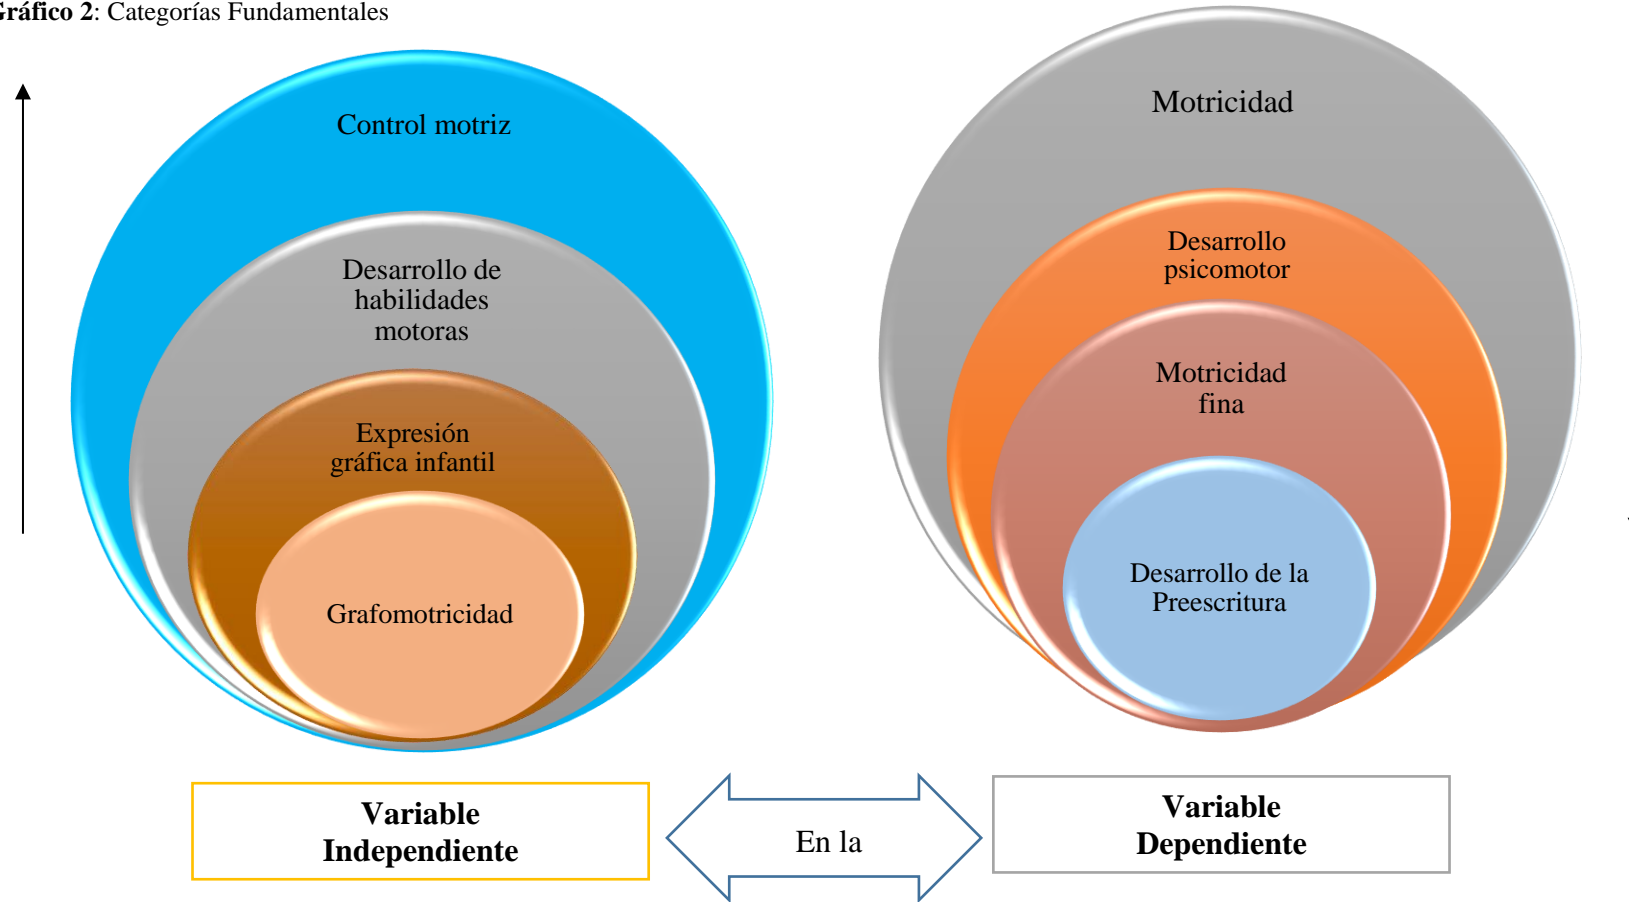 Gráfico 2: Categorías Fundamentales
Control motriz
Desarrollo de
habilidades
motoras
Expresión
gráfica infantil
Grafomotricidad
Motricidad
Desarrollo
psicomotor
Motricidad
fina
Desarrollo de la
Preescritura
Variable
Independiente
En la
Variable
Dependiente